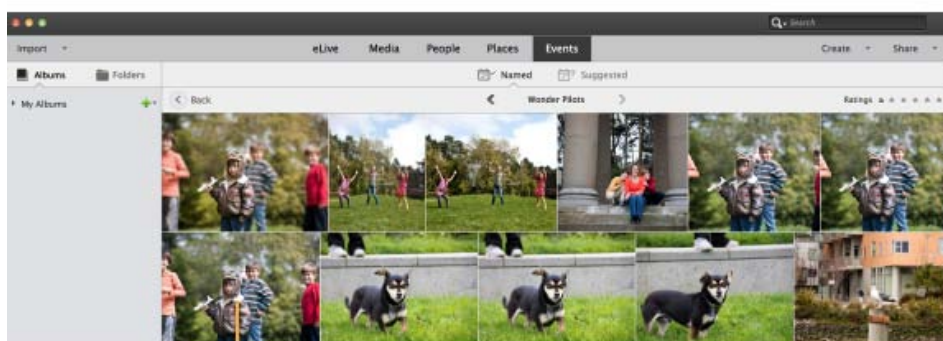 Search
Import eLive Media People Places Events Create Share
Albums Folders Named Suggested
My Albums Back Wonder Pilots Ratings